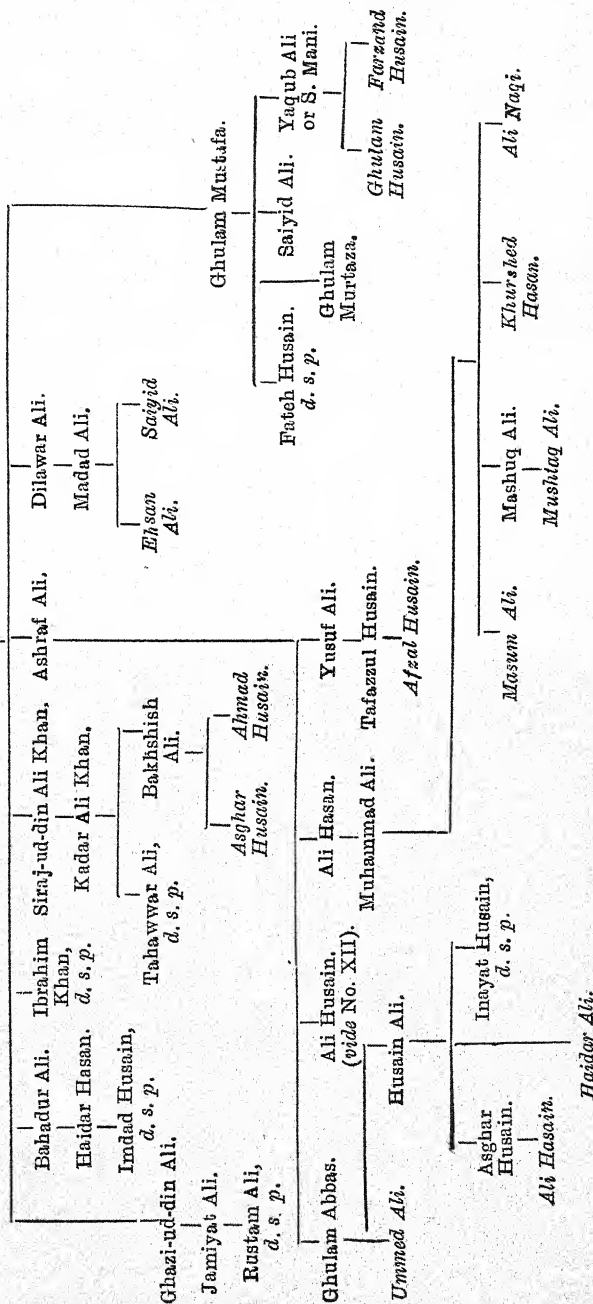 Bahadur Ali.
Haidar Hasan.
Imdad Husain,
d. s. p.
Ibrahim
Khan,
d. s. p.
Siraj-ud-din Ali Khan.
Kadar Ali Khan.
Tahawwar Ali,
d. s. p.
Bakhshish
Ali.
Asghar
Husain.
Ahmad
Husain.
Ashraf Ali.
Dilawar Ali.
Madad Ali.
Ehsan
Ali.
Saiyid
Ali.
Ghulam Mustafa.
Fateh Husain.
d. s. p.
Saiyid Ali.
Ghulam
Murtaza.
Yaqub Ali
or S. Mani.
Ghulam
Husain.
Farzand
Husain.
Ghazi-ud-din Ali.
Jamiyat Ali.
Rustam Ali,
d. s. p.
Ghulam Abbas.
Ummed Ali.
Ali Husain.
(vide No. XII).
Husain Ali.
Asghar
Husain.
Ali Hasain.
Inayat Husain,
d. s. p.
Haidar Ali.
Ali Hasan.
Muhammad Ali.
Yusuf Ali.
Tafazzul Husain.
Afzal Husain.
Masum Ali.
Mashuq Ali.
Mushtaq Ali.
Khurshed
Hasan.
Ali Naqi.